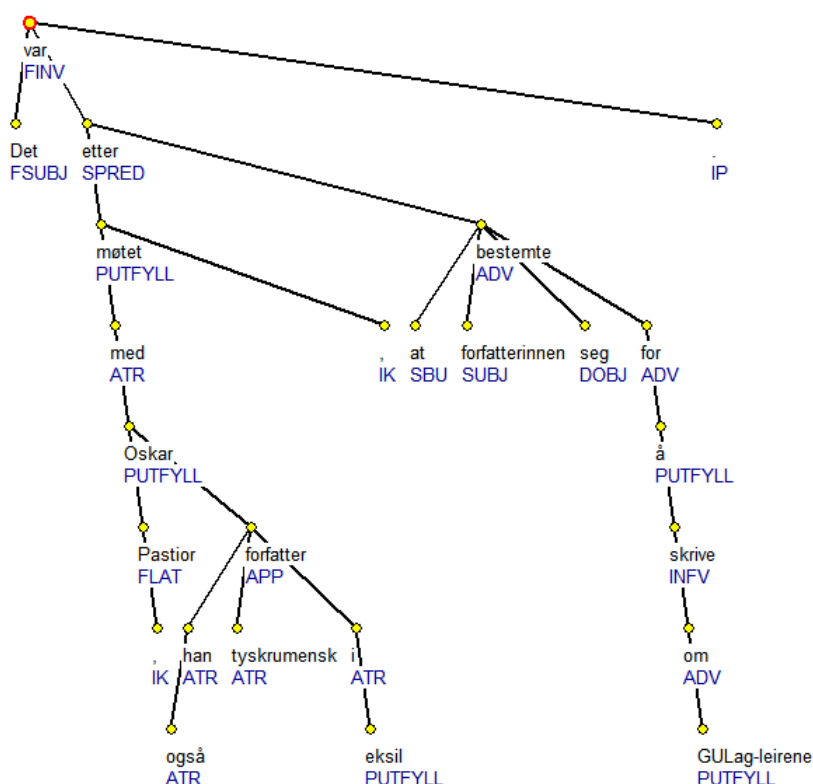 var
FINV
Det etter .
FSUBJ SPRED IP
møtet bestemte
PUTFYLL ADV
med , at forfatterinnen seg for
ATR IK SBU SUBJ DOBJ ADV
Oskar å
PUTFYLL PUTFYLL
Pastior forfatter skrive
FLAT APP INFV
, han tyskrumensk i om
IK ATR ATR ATR ADV
også eksil GULag-leirene
ATR PUTFYLL PUTFYLL